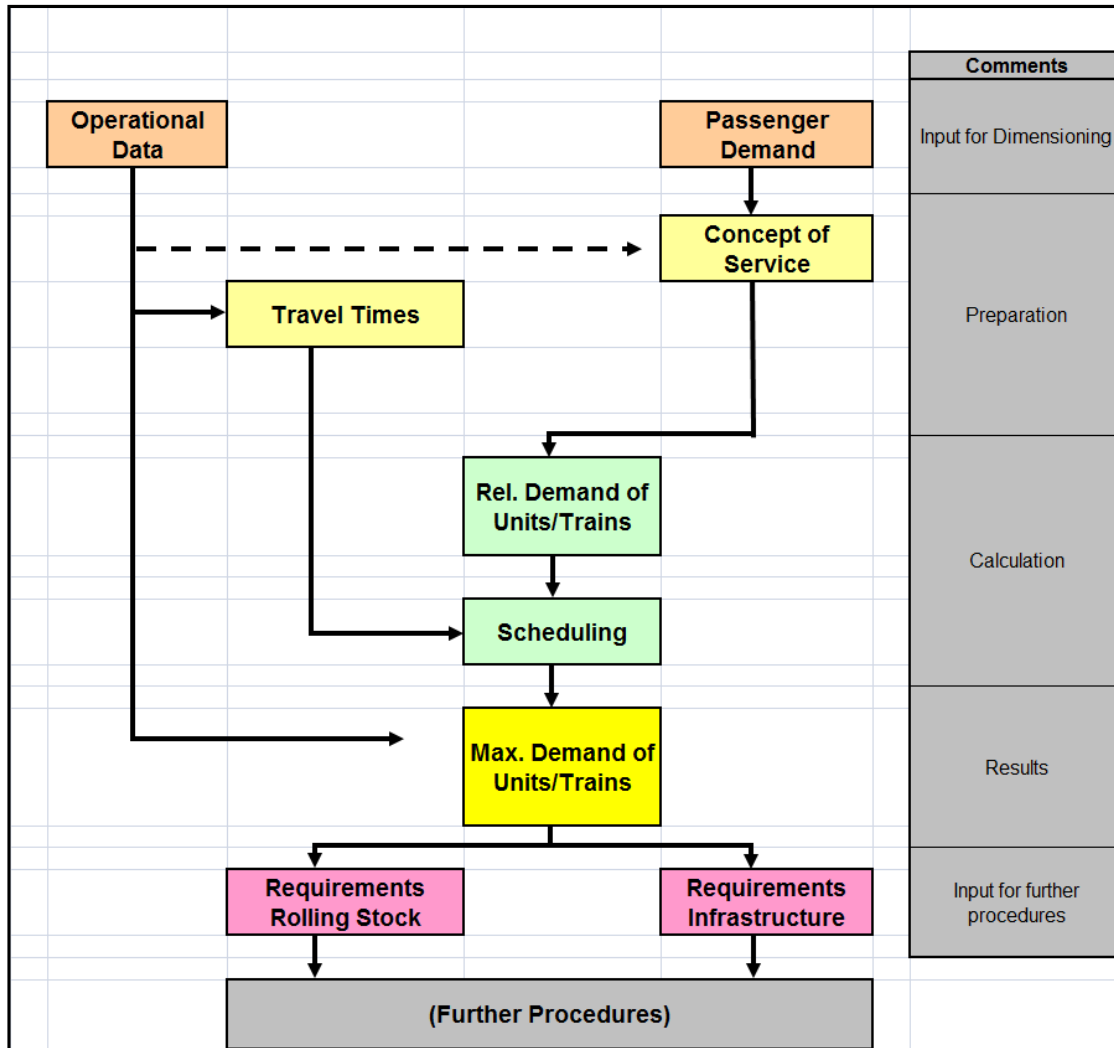 Comments
Operational
Data
Passenger
Demand
Input for Dimensioning
Concept of
Service
Travel Times
Preparation
Rel. Demand of
Units/Trains
Calculation
Scheduling
Max. Demand of
Units/Trains
Results
Requirements
Rolling Stock
Requirements
Infrastructure
Input for further
procedures
(Further Procedures)